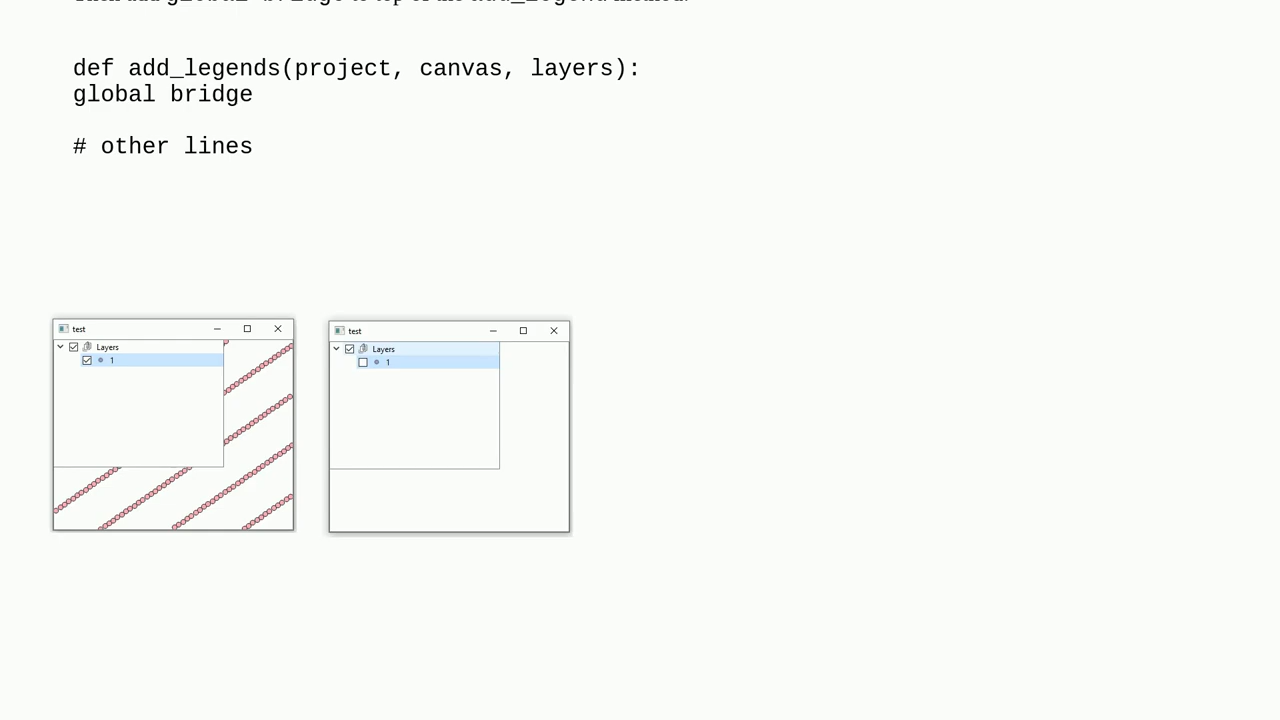 def add_legends(project, canvas, layers):
global bridge
# other lines
test
Layers
1
test
Layers
1